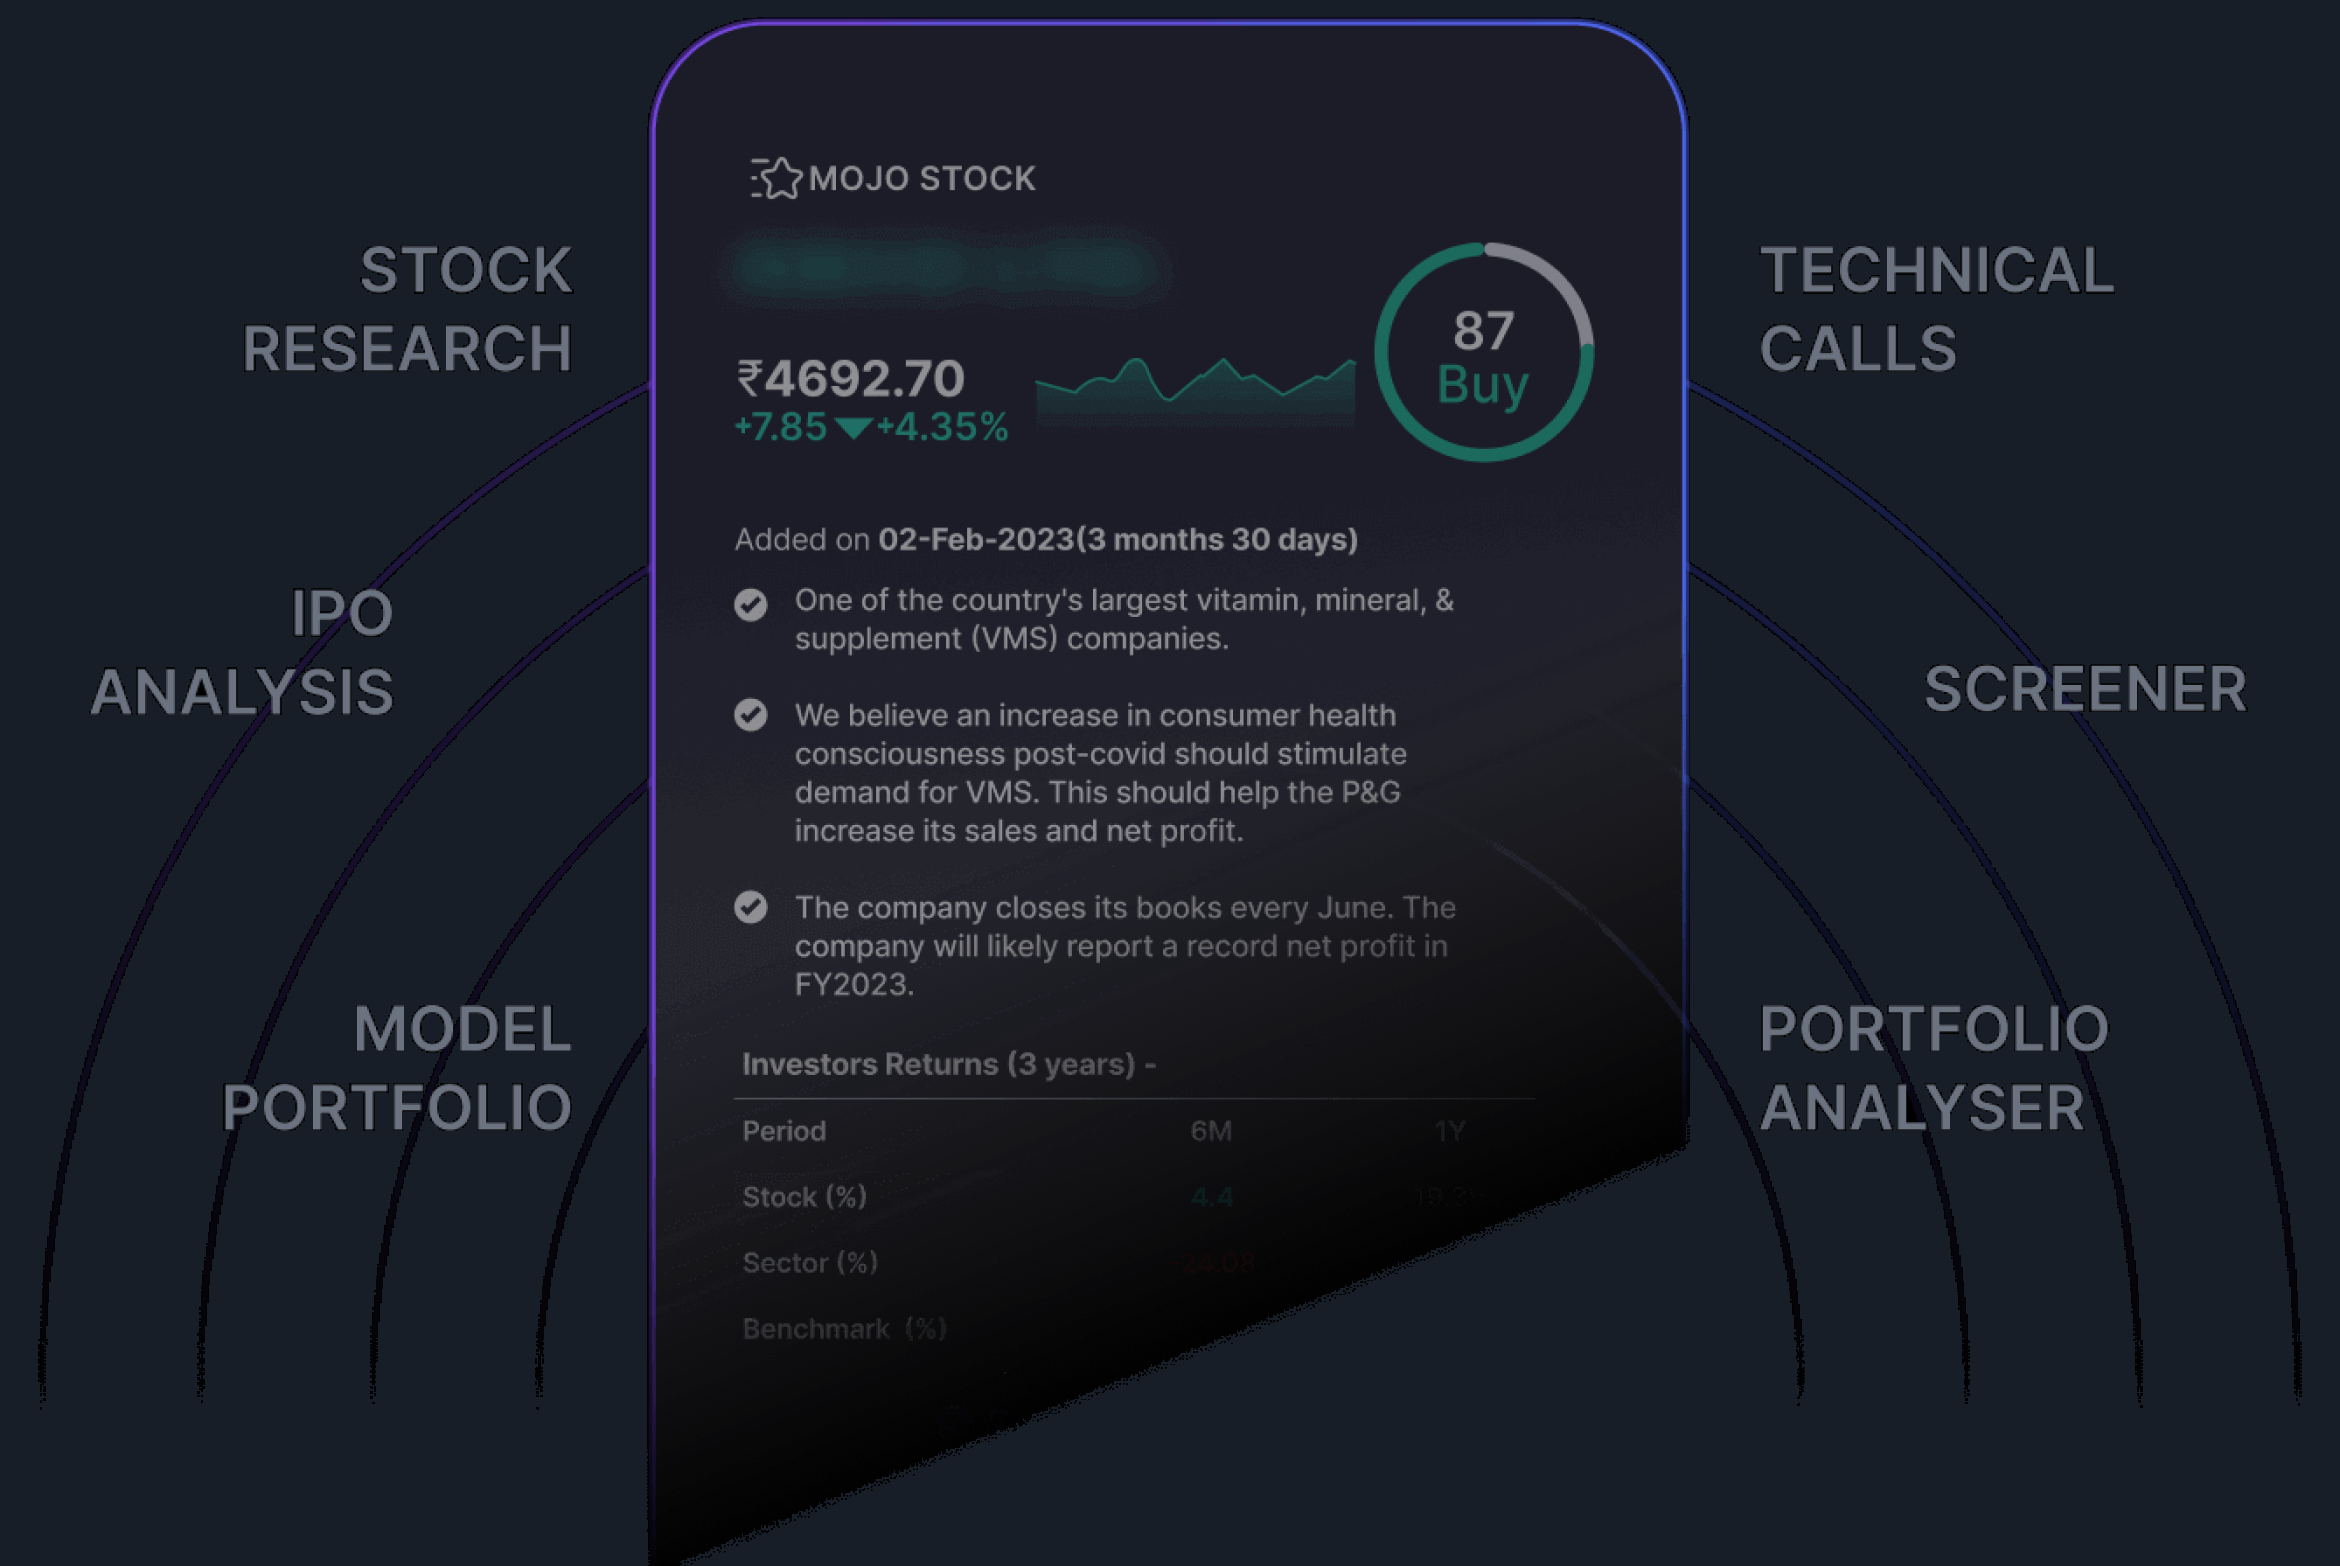 STOCK
RESEARCH
IPO
ANALYSIS
MODEL
PORTFOLIO
MOJO STOCK
₹4692.70
+7.85 ▼ +4.35%
87
Buy
Added on 02-Feb-2023(3 months 30 days)
One of the country's largest vitamin, mineral, &
supplement (VMS) companies.
We believe an increase in consumer health
consciousness post-covid should stimulate
demand for VMS. This should help the P&G
increase its sales and net profit.
The company closes its books every June. The
company will likely report a record net profit in
FY2023.
Investors Returns (3 years) -
Period 6M 1Y
Stock (%) 4.4
Sector (%)
Benchmark (%)
TECHNICAL
CALLS
SCREENER
PORTFOLIO
ANALYSER